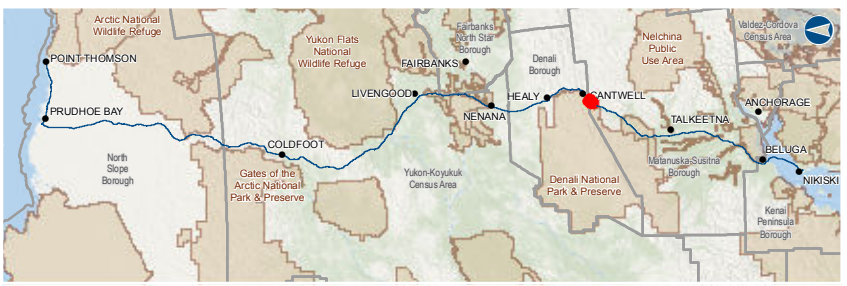 Arctic National
Wildlife Refuge
POINT THOMSON
PRUDHOE BAY
North
Slope
Borough
COLDFOOT
Gates of the
Arctic National
Park & Preserve
Yukon Flats
National
Wildlife Refuge
LIVENGOOD
FAIRBANKS
Fairbanks
North Star
Borough
Yukon-Koyukuk
Census Area
NENANA
Denali
Borough
HEALY
CANTWELL
Denali National
Park & Preserve
Nelchina
Public
Use Area
TALKEETNA
Matanuska-Susitna
Borough
Valdez-Cordova
Census Area
ANCHORAGE
BELUGA
NIKISKI
Kenai
Peninsula
Borough